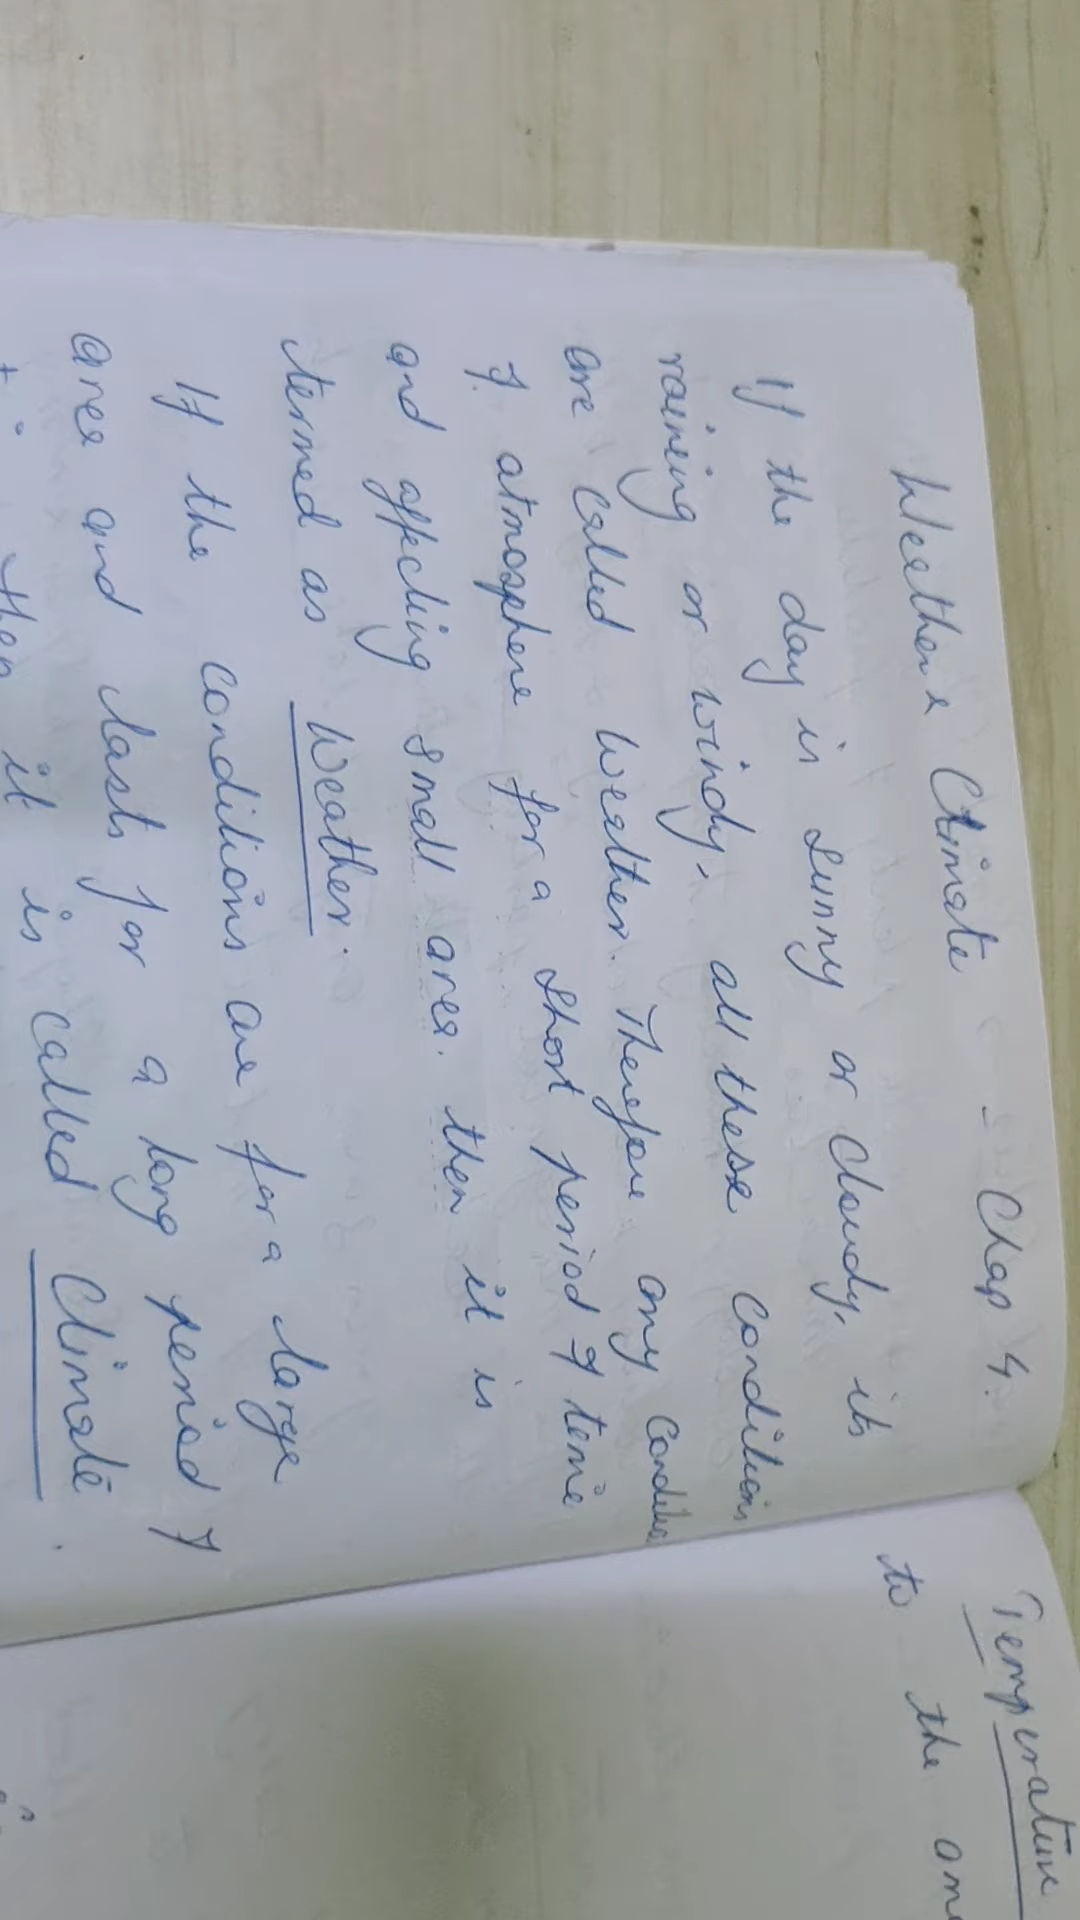 Weather & Climate - Chap 4.
If the day is sunny or cloudy, its
raining or windy, all these conditions
are called weather. Therefore any
of atmosphere for a short period of time
and affecting small area. then it is
termed as Weather.
If the conditions are for a large
area and lasts for a long period of
then it is called Climate.
Temperature
to the